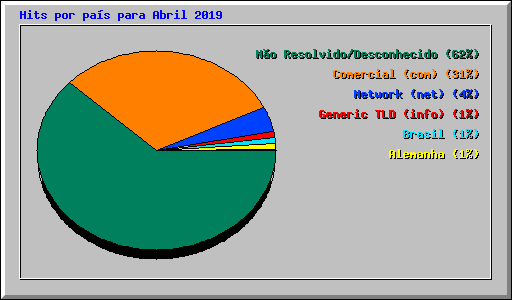 Hits por país para Abril 2019
Não Resolvido/Desconhecido (62%)
Comercial (com) (31%)
Network (net) (4%)
Generic TLD (info) (1%)
Brasil (1%)
Alemanha (1%)